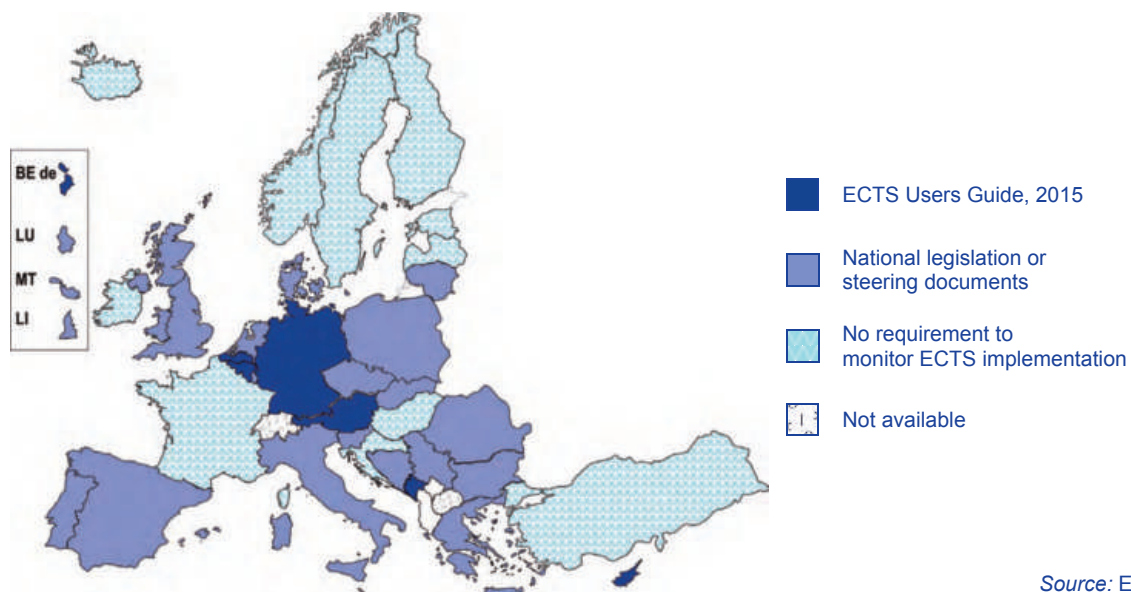 BE de
LU
MT
LI
ECTS Users Guide, 2015
National legislation or
steering documents
No requirement to
monitor ECTS implementation
Not available
Source: E